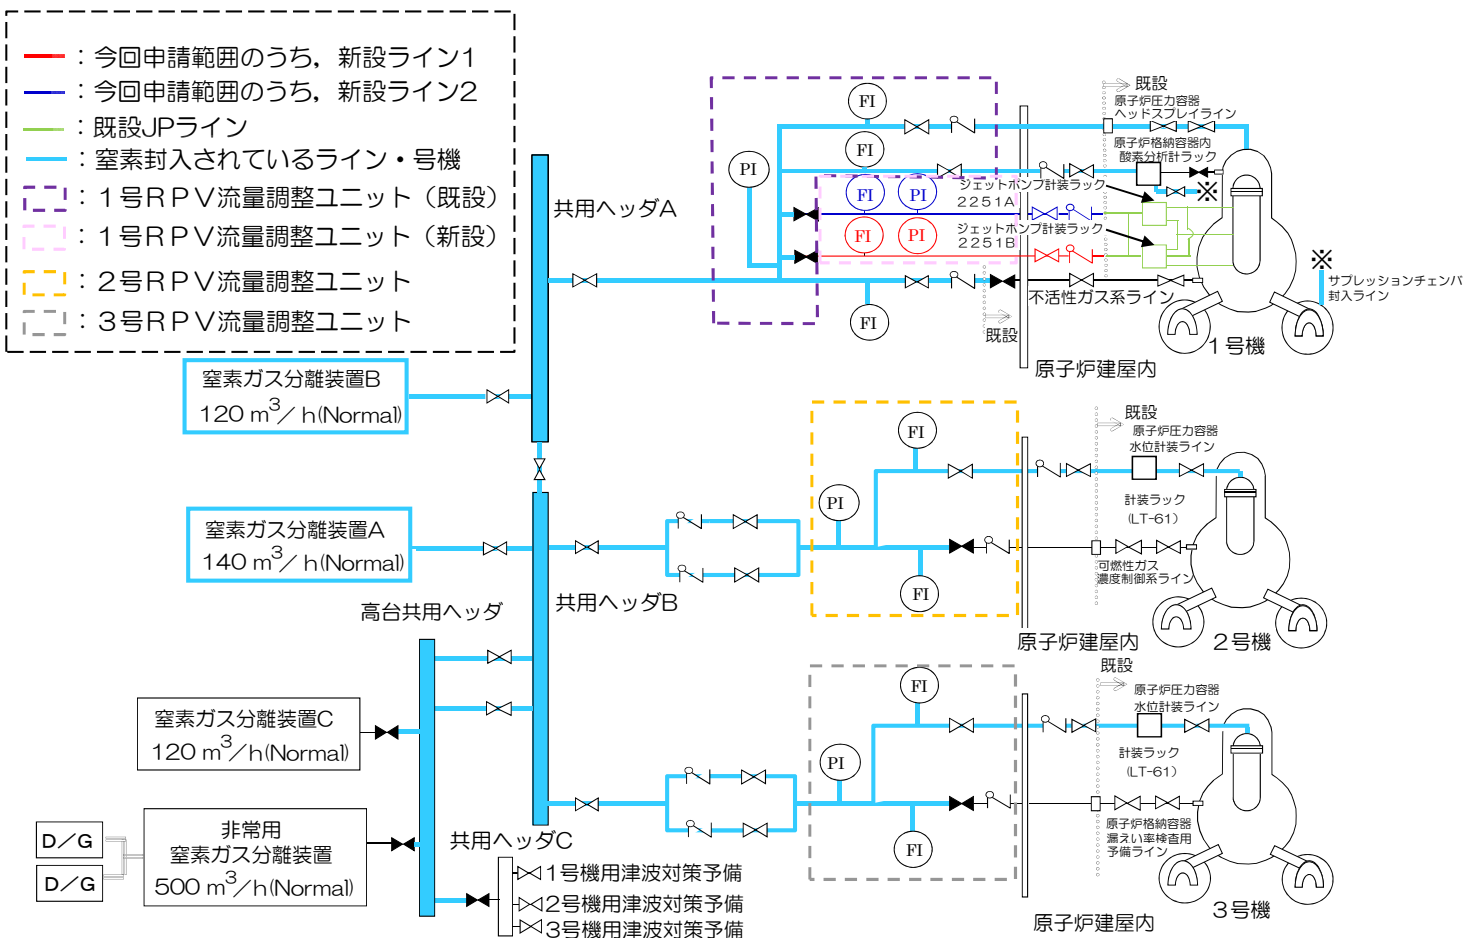 ：今回申請範囲のうち，新設ライン1
：今回申請範囲のうち，新設ライン2
：既設JPライン
：窒素封入されているライン・号機
：１号ＲＰＶ流量調整ユニット（既設）
：１号ＲＰＶ流量調整ユニット（新設）
：２号ＲＰＶ流量調整ユニット
：３号ＲＰＶ流量調整ユニット
共用ヘッダA
PI
FI
FI
FI
PI
FI
PI
FI
FI
既設
原子炉圧力容器
ヘッドスプレイライン
原子炉格納容器内
酸素分析計ラック
※
ジェットポンプ計装ラック
2251A
ジェットポンプ計装ラック
2251B
不活性ガス系ライン
既設
※
サプレッションチェンバ
封入ライン
1号機
原子炉建屋内
窒素ガス分離装置B
120 m³／h(Normal)
窒素ガス分離装置A
140 m³／h(Normal)
共用ヘッダB
PI
FI
FI
既設
原子炉圧力容器
水位計装ライン
計装ラック
(LT-61)
可燃性ガス
濃度制御系ライン
原子炉建屋内
2号機
高台共用ヘッダ
窒素ガス分離装置C
120 m³／h(Normal)
D／G
D／G
非常用
窒素ガス分離装置
500 m³／h(Normal)
共用ヘッダC
1号機用津波対策予備
2号機用津波対策予備
3号機用津波対策予備
PI
FI
FI
既設
原子炉圧力容器
水位計装ライン
計装ラック
(LT-61)
原子炉格納容器
漏えい率検査用
予備ライン
原子炉建屋内
3号機